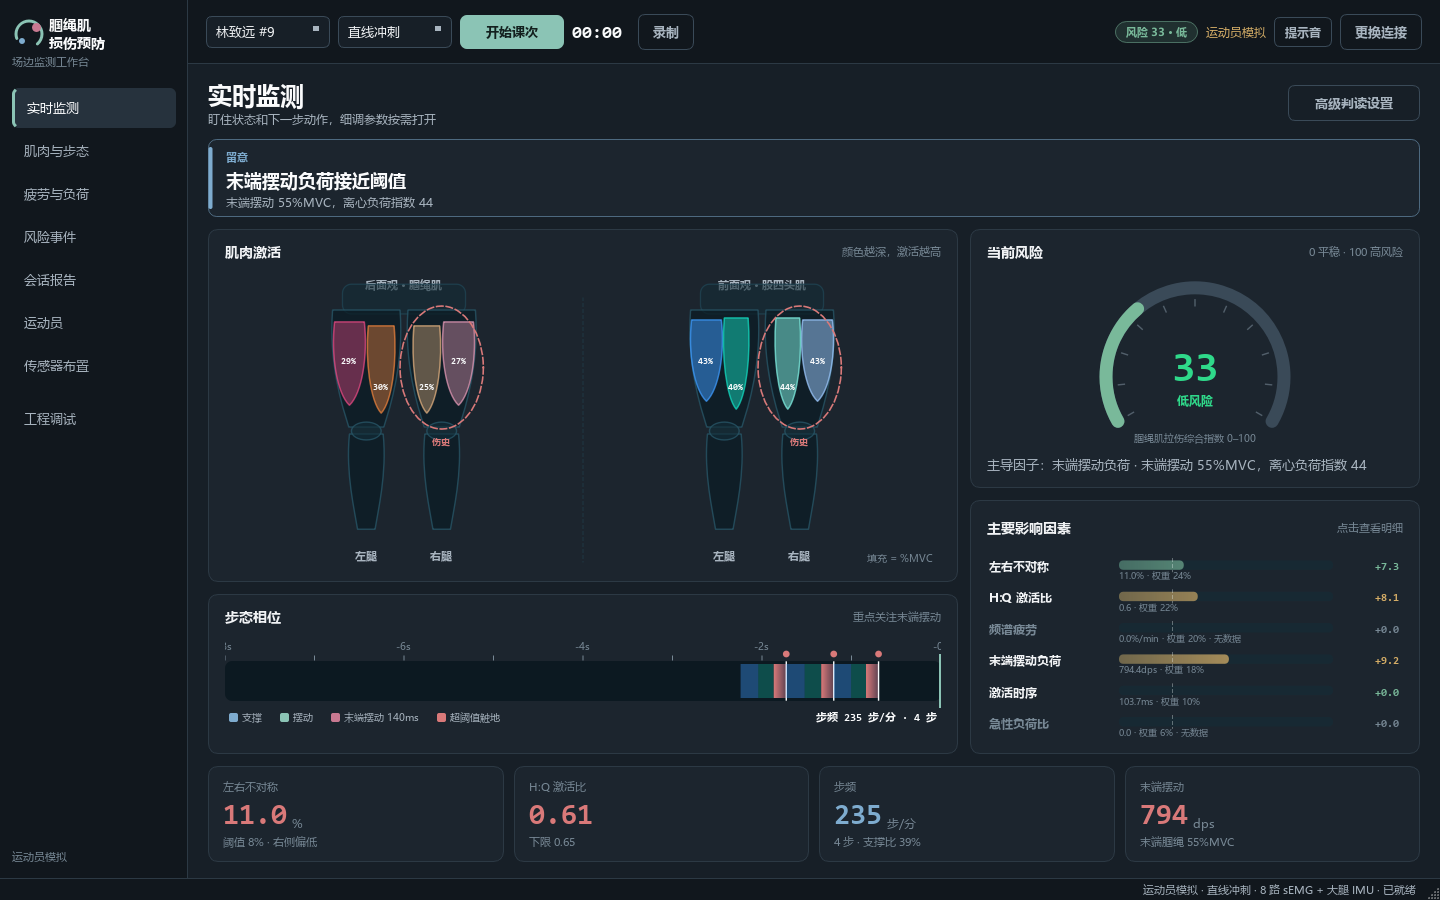 腘绳肌
损伤预防
场边监测工作台
实时监测
肌肉与步态
疲劳与负荷
风险事件
会话报告
运动员
传感器布置
工程调试
运动员模拟
林致远 #9
直线冲刺
开始课次
00:00
录制
风险 33 • 低
运动员模拟
提示音
更换连接
实时监测
盯住状态和下一步动作，细调参数按需打开
高级判读设置
留意
末端摆动负荷接近阈值
末端摆动 55%MVC，离心负荷指数 44
肌肉激活
颜色越深，激活越高
后面观 • 腘绳肌
前面观 • 股四头肌
29%
30%
25%
27%
43%
40%
44%
43%
伤史
伤史
左腿
右腿
左腿
右腿
填充 = %MVC
当前风险
0 平稳 · 100 高风险
33
低风险
腘绳肌拉伤综合指数 0–100
主导因子：末端摆动负荷 · 末端摆动 55%MVC，离心负荷指数 44
主要影响因素
点击查看明细
左右不对称
11.0% · 权重 24%
+7.3
H:Q 激活比
0.6 · 权重 22%
+8.1
频谱疲劳
0.0%/min · 权重 20% · 无数据
+0.0
末端摆动负荷
794.4dps · 权重 18%
+9.2
激活时序
103.7ms · 权重 10%
+0.0
急性负荷比
0.0 · 权重 6% · 无数据
+0.0
步态相位
重点关注末端摆动
-6s
-4s
-2s
支撑
摆动
末端摆动 140ms
超阈值触地
步频 235 步/分 · 4 步
左右不对称
11.0 %
阈值 8% · 右侧偏低
H:Q 激活比
0.61
下限 0.65
步频
235 步/分
4 步 · 支撑比 39%
末端摆动
794 dps
末端腘绳 55%MVC
运动员模拟 · 直线冲刺 · 8 路 sEMG + 大腿 IMU · 已就绪